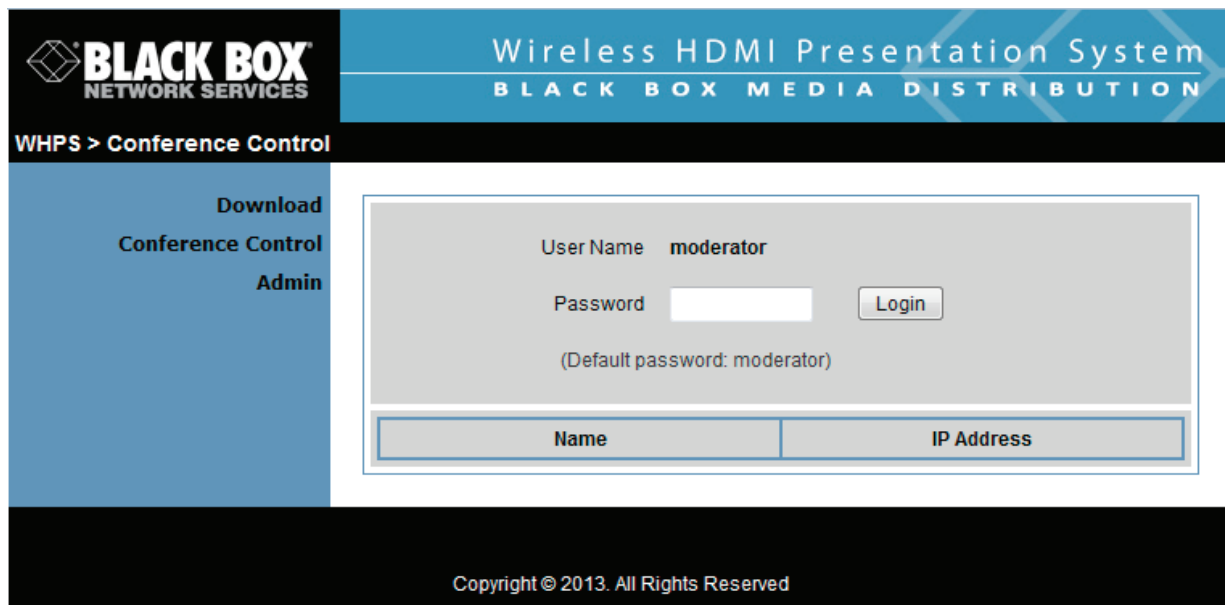 BLACK BOX
NETWORK SERVICES
Wireless HDMI Presentation System
BLACK BOX MEDIA DISTRIBUTION
WHPS > Conference Control
Download
Conference Control
Admin
User Name moderator
Password Login
(Default password: moderator)
Name IP Address
Copyright © 2013. All Rights Reserved